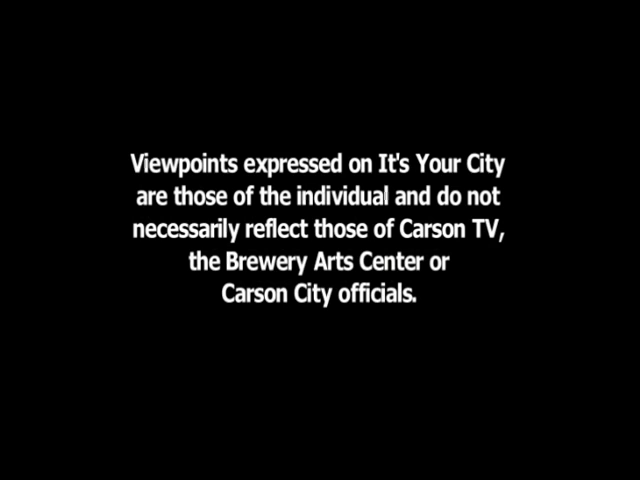 Viewpoints expressed on It's Your City
are those of the individual and do not
necessarily reflect those of Carson TV,
the Brewery Arts Center or
Carson City officials.